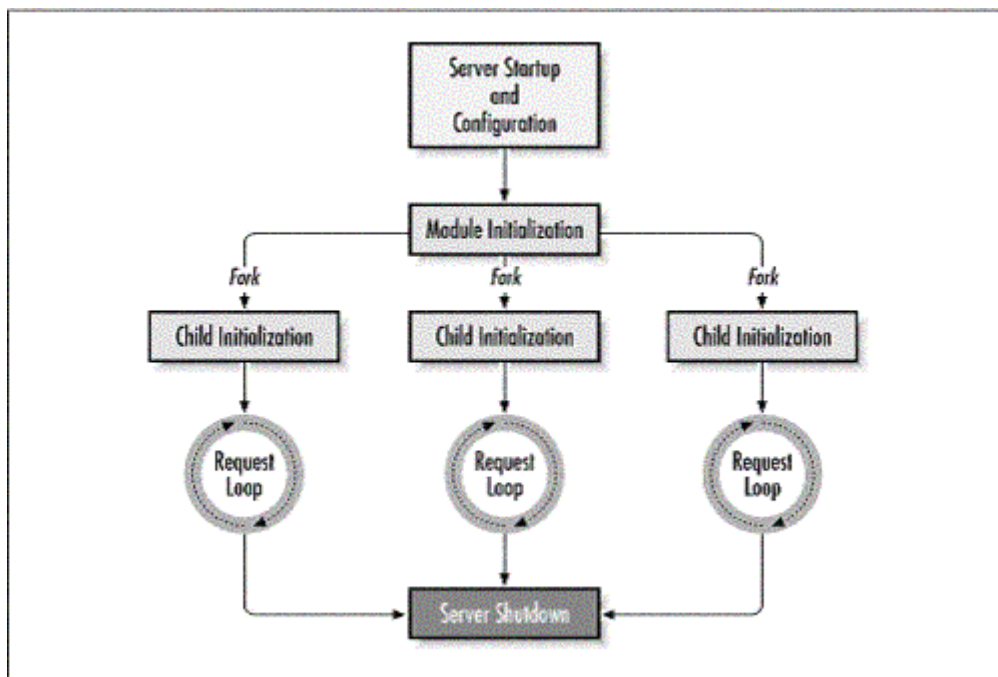 Server Startup
and
Configuration
Module Initialization
Fork
Fork
Fork
Child Initialization
Child Initialization
Child Initialization
Request
Loop
Request
Loop
Request
Loop
Server Shutdown